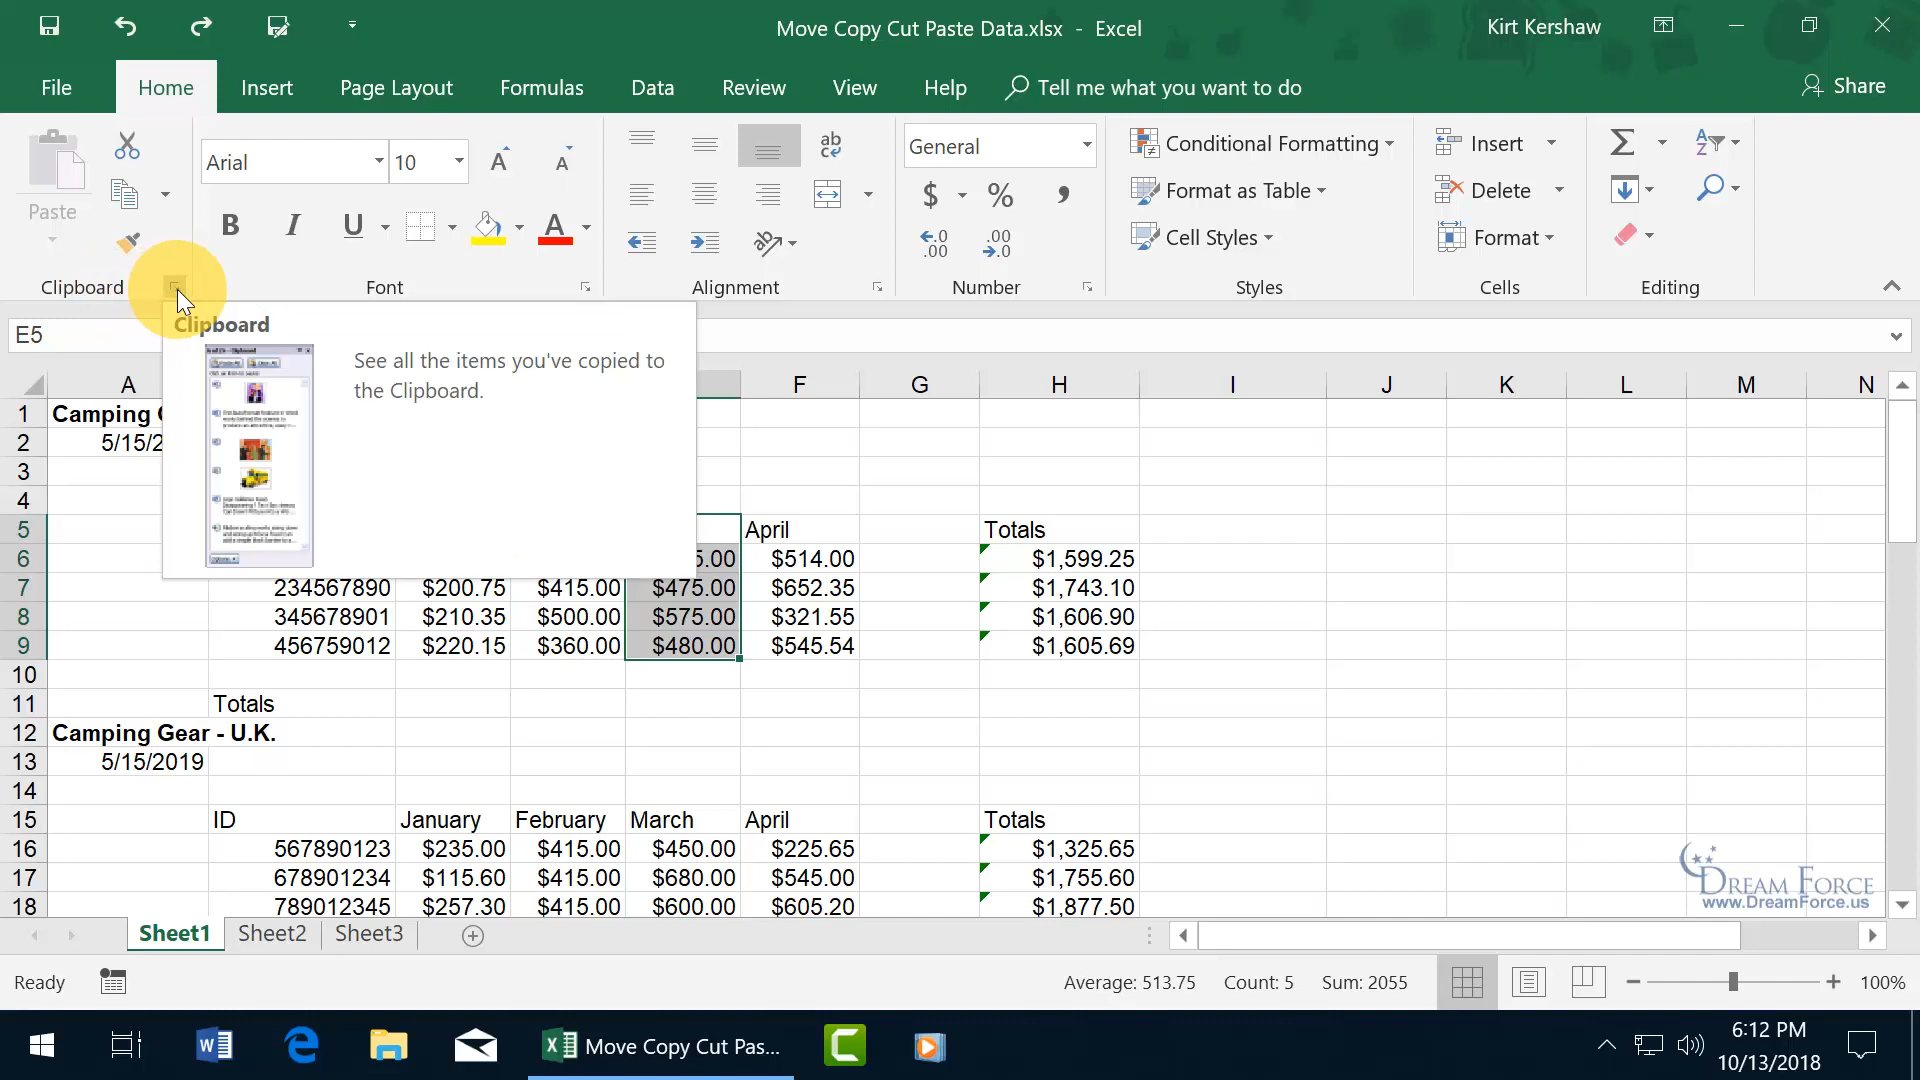 Move Copy Cut Paste Data.xlsx - Excel
Kirt Kershaw
File Home Insert Page Layout Formulas Data Review View Help Tell me what you want to do Share
Paste
Arial 10
B I U A
General
$ % ,
Conditional Formatting
Format as Table
Cell Styles
Insert
Delete
Format
Clipboard Font Alignment Number Styles Cells Editing
E5
Clipboard
See all the items you've copied to
the Clipboard.
A F G H I J K L M N
1 Camping
2 5/15/2
3
4
5 April Totals
6 5.00 $514.00 $1,599.25
7 234567890 $200.75 $415.00 $475.00 $652.35 $1,743.10
8 345678901 $210.35 $500.00 $575.00 $321.55 $1,606.90
9 456759012 $220.15 $360.00 $480.00 $545.54 $1,605.69
10
11 Totals
12 Camping Gear - U.K.
13 5/15/2019
14
15 ID January February March April Totals
16 567890123 $235.00 $415.00 $450.00 $225.65 $1,325.65
17 678901234 $115.60 $415.00 $680.00 $545.00 $1,755.60
18 789012345 $257.30 $415.00 $600.00 $605.20 $1,877.50
Dream Force
www.DreamForce.us
Sheet1 Sheet2 Sheet3
Ready Average: 513.75 Count: 5 Sum: 2055 100%
Move Copy Cut Pas...
6:12 PM
10/13/2018